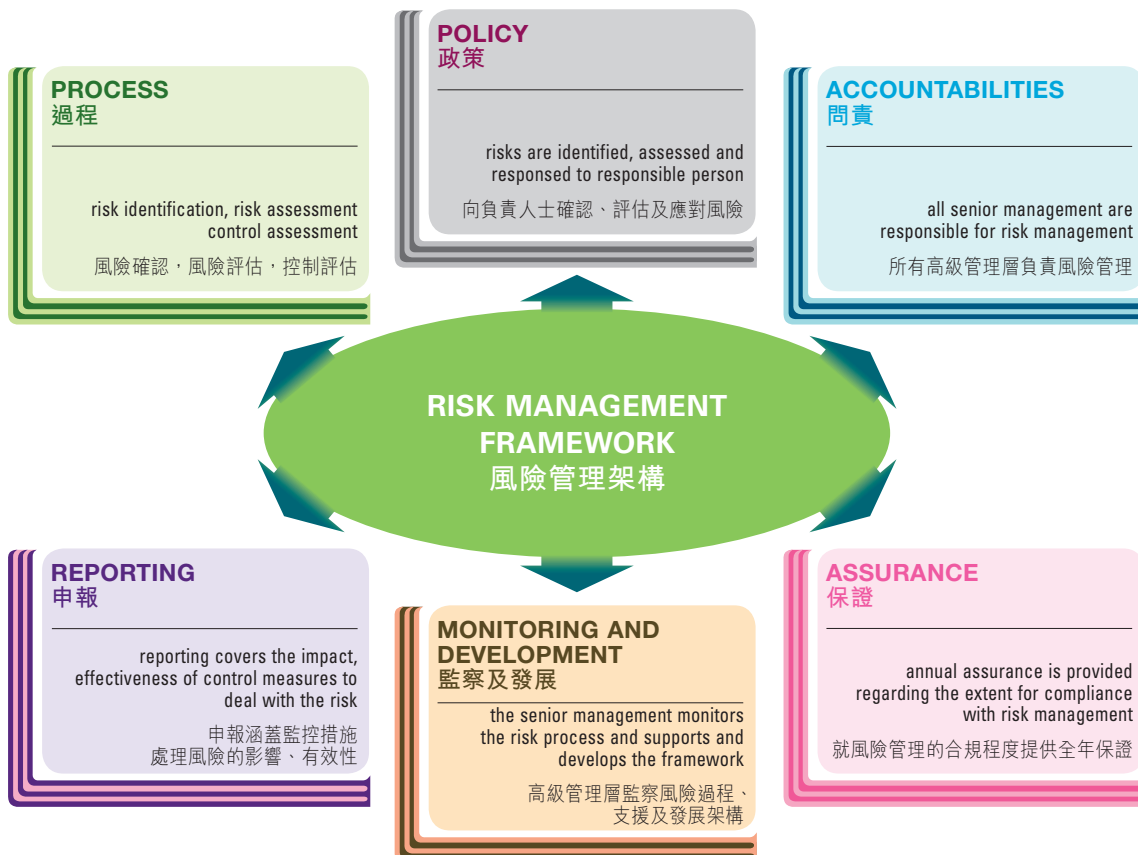 POLICY
政策
risks are identified, assessed and
responsed to responsible person
向負責人士確認、評估及應對風險
PROCESS
過程
risk identification, risk assessment
control assessment
風險確認，風險評估，控制評估
ACCOUNTABILITIES
問責
all senior management are
responsible for risk management
所有高級管理層負責風險管理
RISK MANAGEMENT
FRAMEWORK
風險管理架構
REPORTING
申報
reporting covers the impact,
effectiveness of control measures to
deal with the risk
申報涵蓋監控措施
處理風險的影響、有效性
MONITORING AND
DEVELOPMENT
監察及發展
the senior management monitors
the risk process and supports and
develops the framework
高級管理層監察風險過程、
支援及發展架構
ASSURANCE
保證
annual assurance is provided
regarding the extent for compliance
with risk management
就風險管理的合規程度提供全年保證